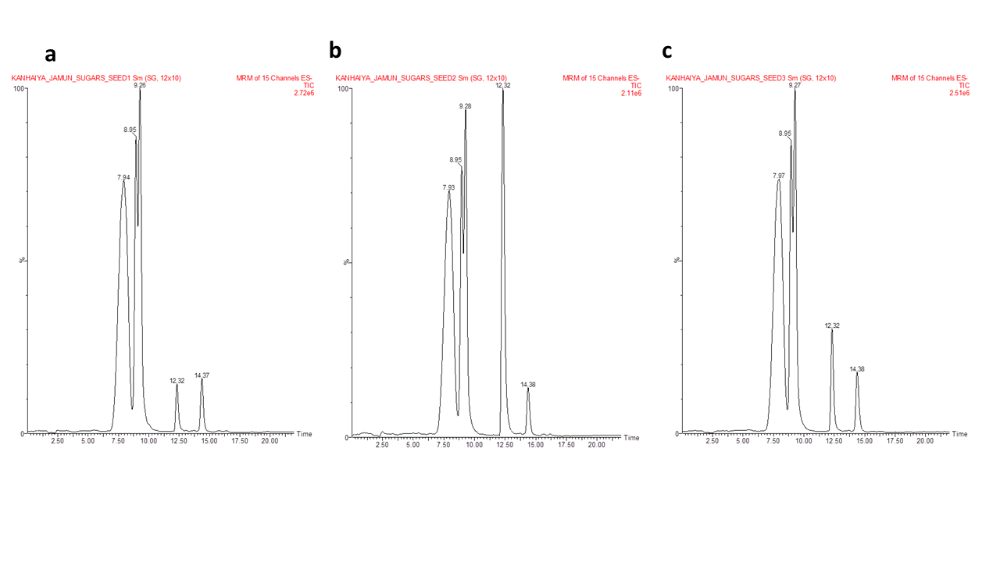 a
KANHAIYA_JAMUN_SUGARS_SEED1 Sm (SG, 12x10)
MRM of 15 Channels ES-
TIC
2.72e6
100
9.26
8.95
7.94
%
12.32
14.37
0
2.50 5.00 7.50 10.00 12.50 15.00 17.50 20.00
Time
b
KANHAIYA_JAMUN_SUGARS_SEED2 Sm (SG, 12x10)
MRM of 15 Channels ES-
TIC
2.11e6
100
12.32
9.28
8.95
7.93
%
14.38
0
2.50 5.00 7.50 10.00 12.50 15.00 17.50 20.00
Time
c
KANHAIYA_JAMUN_SUGARS_SEED3 Sm (SG, 12x10)
MRM of 15 Channels ES-
TIC
2.51e6
100
9.27
8.95
7.97
%
12.32
14.38
0
2.50 5.00 7.50 10.00 12.50 15.00 17.50 20.00
Time